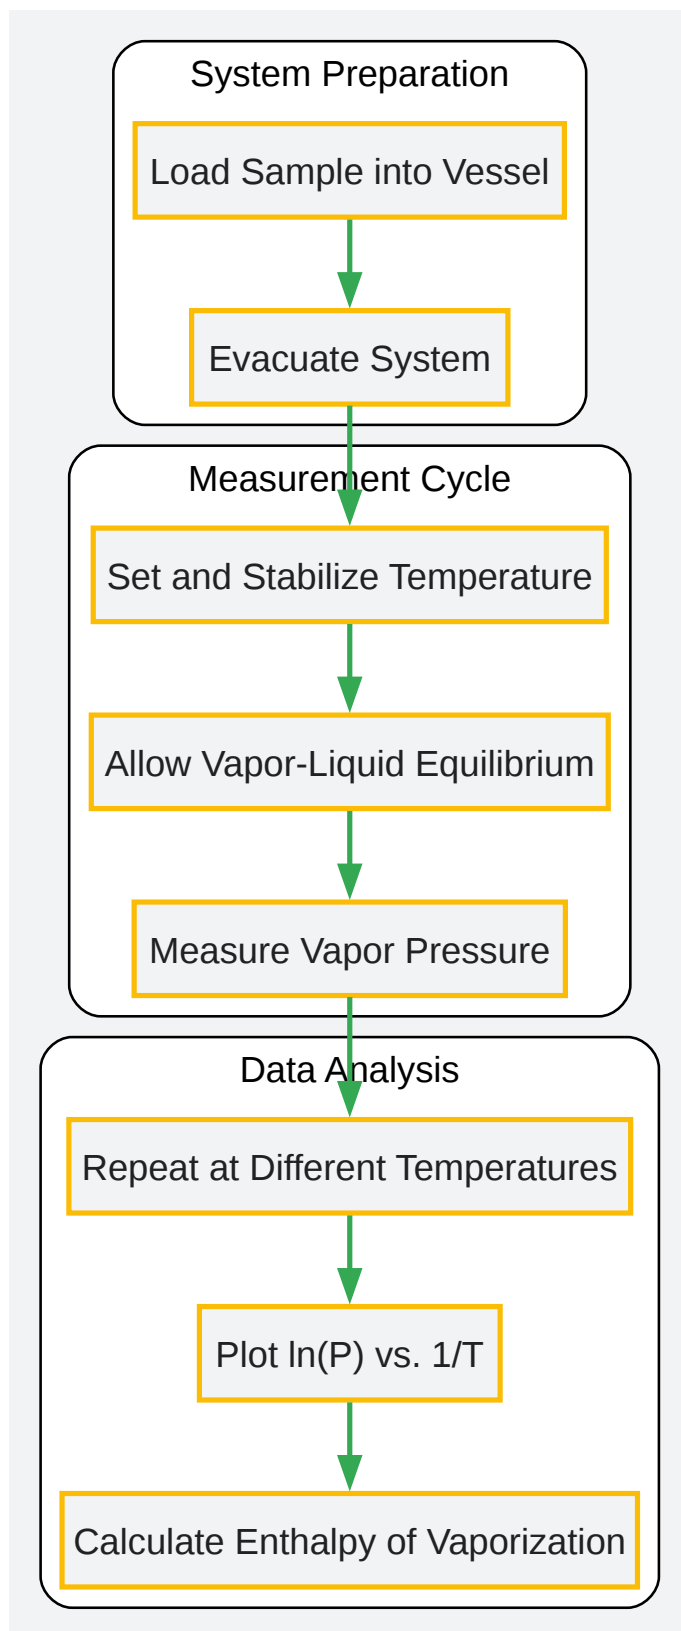 System Preparation
Load Sample into Vessel
Evacuate System
Measurement Cycle
Set and Stabilize Temperature
Allow Vapor-Liquid Equilibrium
Measure Vapor Pressure
Data Analysis
Repeat at Different Temperatures
Plot ln(P) vs. 1/T
Calculate Enthalpy of Vaporization